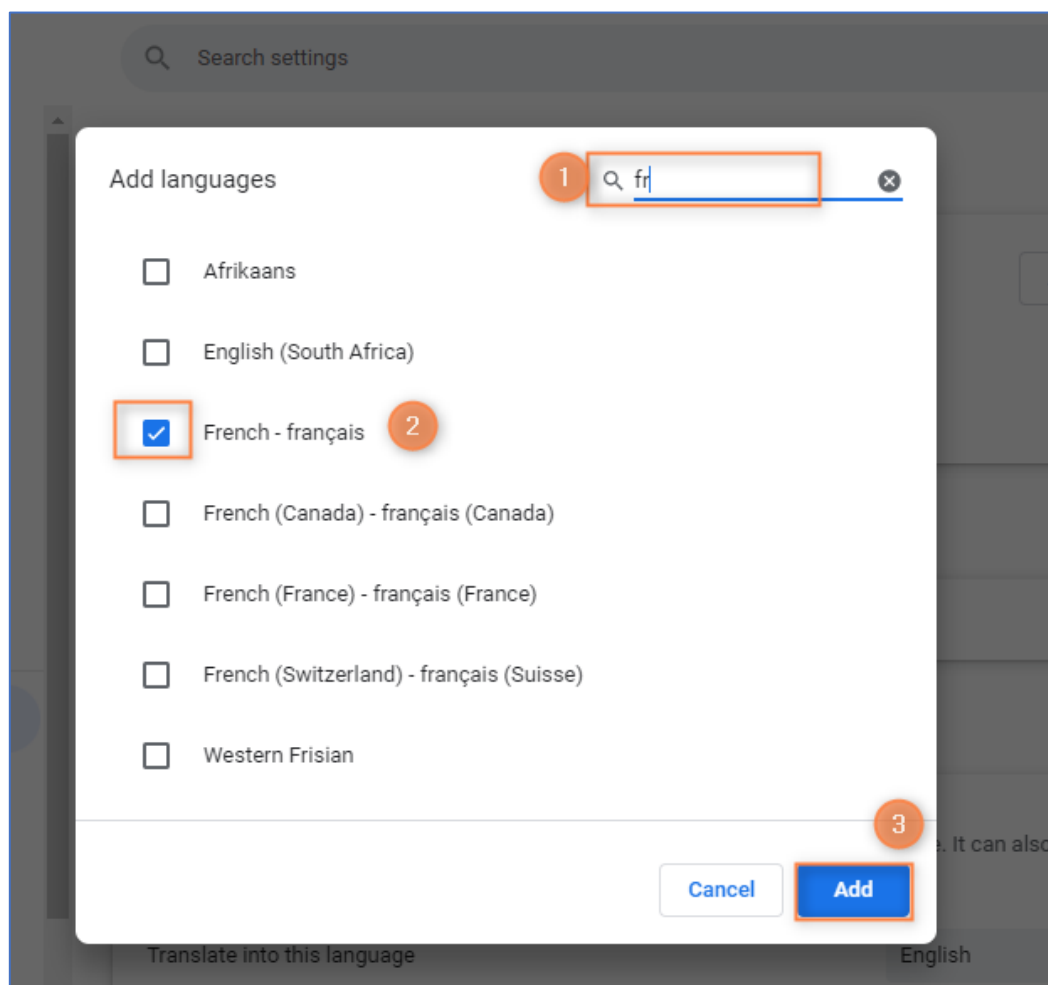 Search settings
Add languages
1
fr
Afrikaans
English (South Africa)
French - français
2
French (Canada) - français (Canada)
French (France) - français (France)
French (Switzerland) - français (Suisse)
Western Frisian
3
. It can also
Cancel
Add
Translate into this language
English